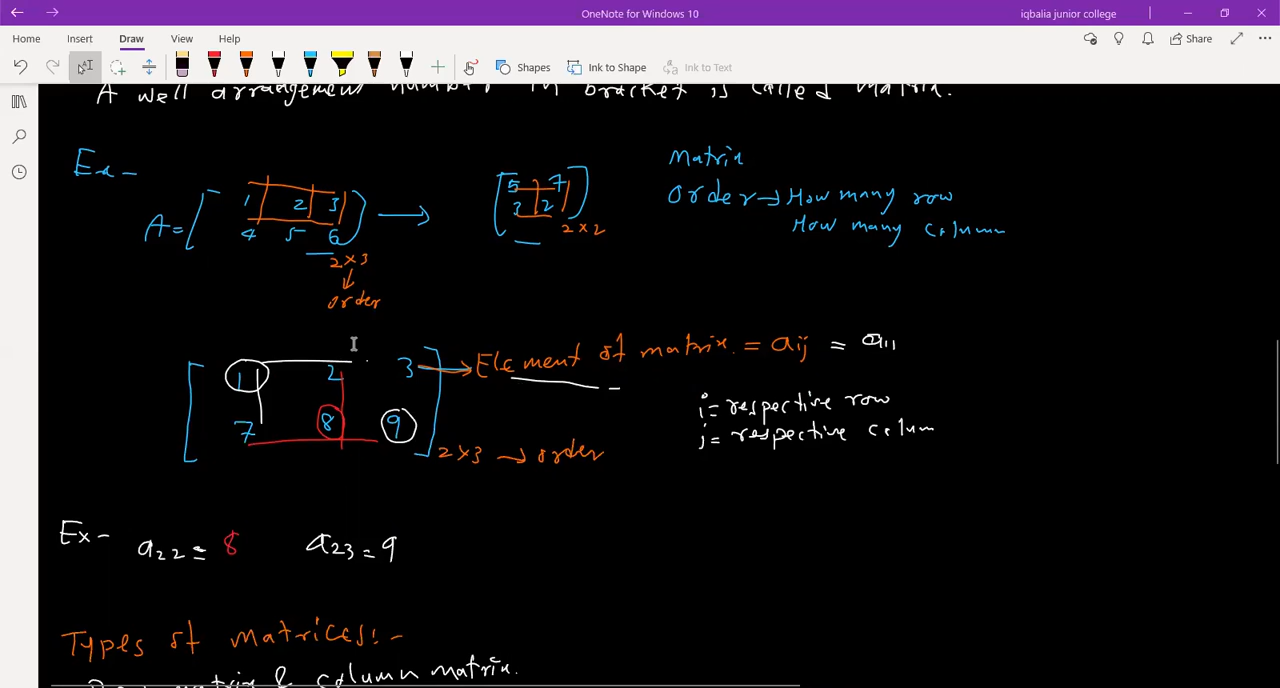 OneNote for Windows 10
iqbalia junior college
Home Insert Draw View Help
Share
Shapes Ink to Shape Ink to Text
A well arrangement number in bracket is called matrix.
Ex -
A = [ 1 2 3
4 5 6 ]
2 × 3
order
[ 5 7
3 2 ]
2 × 2
Matrix
Order → How many row
How many column
[ 1 2 3
7 8 9 ]
2 × 3 → order
→ Element of matrix = aij = a11
i = respective row
j = respective colum
Ex - a22 = 8 a23 = 9
Types of matrices :-
Row matrix & column matrix.